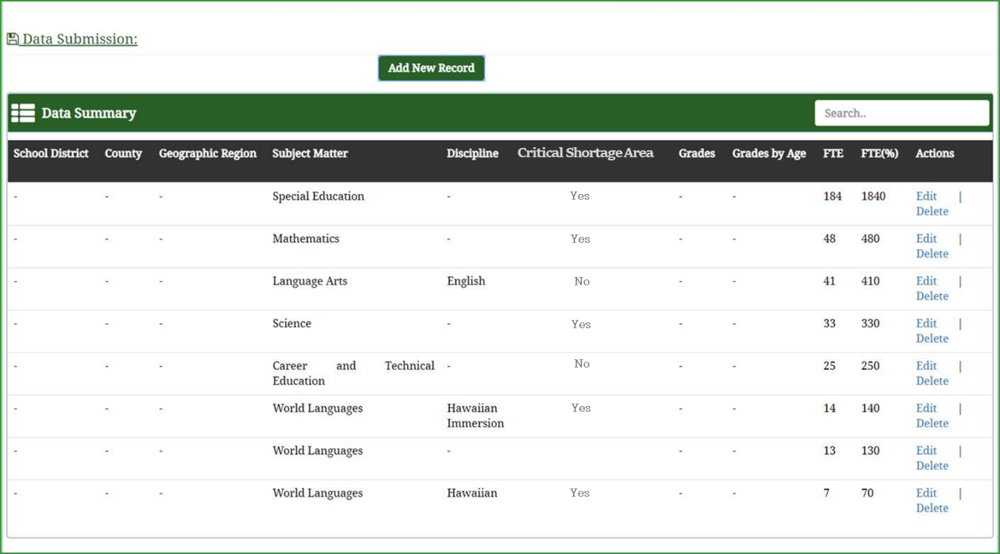 Data Submission:
Add New Record
Data Summary
Search..
School District County Geographic Region Subject Matter Discipline Critical Shortage Area Grades Grades by Age FTE FTE(%) Actions
- - - Special Education - Yes - - 184 1840 Edit |
Delete
- - - Mathematics - Yes - - 48 480 Edit |
Delete
- - - Language Arts English No - - 41 410 Edit |
Delete
- - - Science - Yes - - 33 330 Edit |
Delete
- - - Career and Technical - No - - 25 250 Edit |
Education Delete
- - - World Languages Hawaiian Yes - - 14 140 Edit |
Immersion Delete
- - - World Languages - - - 13 130 Edit |
Delete
- - - World Languages Hawaiian Yes - - 7 70 Edit |
Delete